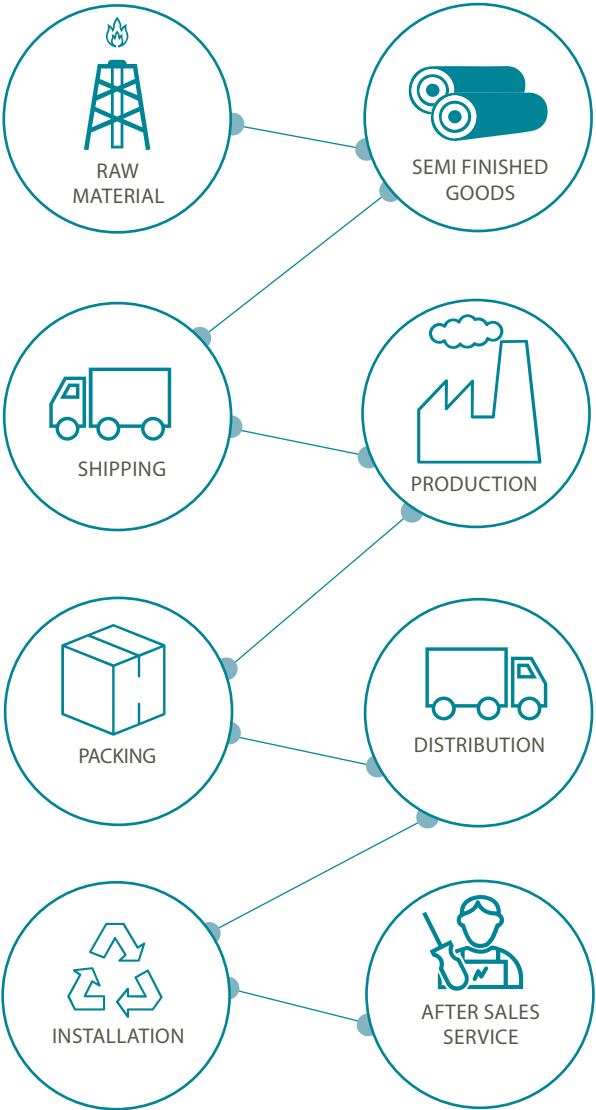 RAW
MATERIAL
SEMI FINISHED
GOODS
SHIPPING
PRODUCTION
PACKING
DISTRIBUTION
INSTALLATION
AFTER SALES
SERVICE